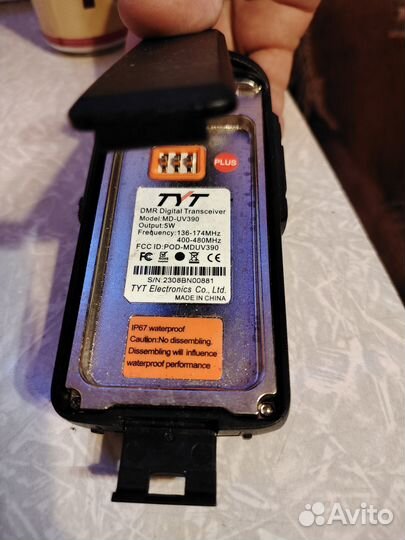 PLUS
TYT
DMR Digital Transceiver
Model:MD-UV390
Output:5W
Frequency:136-174MHz
400-480MHz
FCC ID:POD-MDUV390
FC CE
S/N:2308BN00881
TYT Electronics Co., Ltd.
MADE IN CHINA
IP67 waterproof
Caution:No dissembling.
Dissembling will influence
waterproof performance
Avito